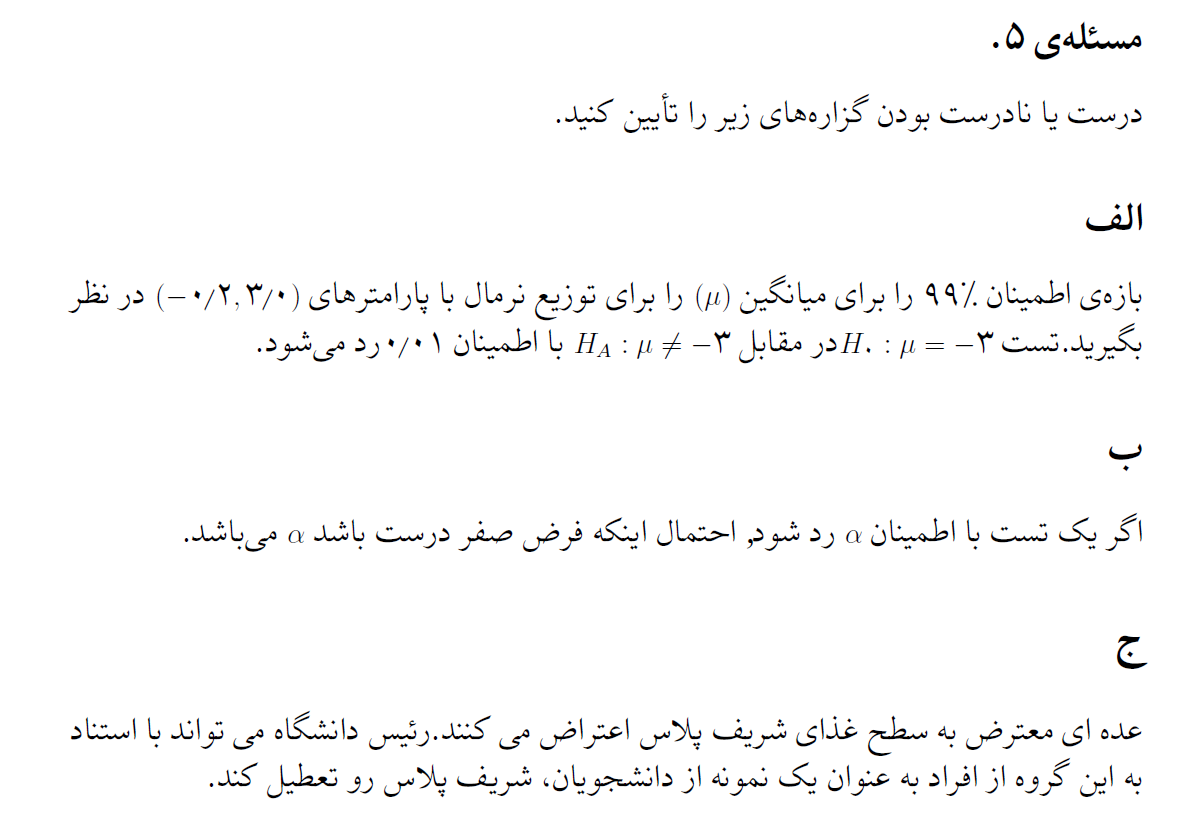 مسئله‌ی ۵.
درست یا نادرست بودن گزاره‌های زیر را تأیین کنید.
الف
بازه‌ی اطمینان ۹۹٪ را برای میانگین (μ) را برای توزیع نرمال با پارامترهای (−۰/۲, ۳/۰) در نظر
بگیرید.تست H۰ : μ = −۳ در مقابل HA : μ ≠ −۳ با اطمینان ۰/۰۱ رد می‌شود.
ب
اگر یک تست با اطمینان α رد شود, احتمال اینکه فرض صفر درست باشد α می‌باشد.
ج
عده ای معترض به سطح غذای شریف پلاس اعتراض می کنند.رئیس دانشگاه می تواند با استناد
به این گروه از افراد به عنوان یک نمونه از دانشجویان، شریف پلاس رو تعطیل کند.